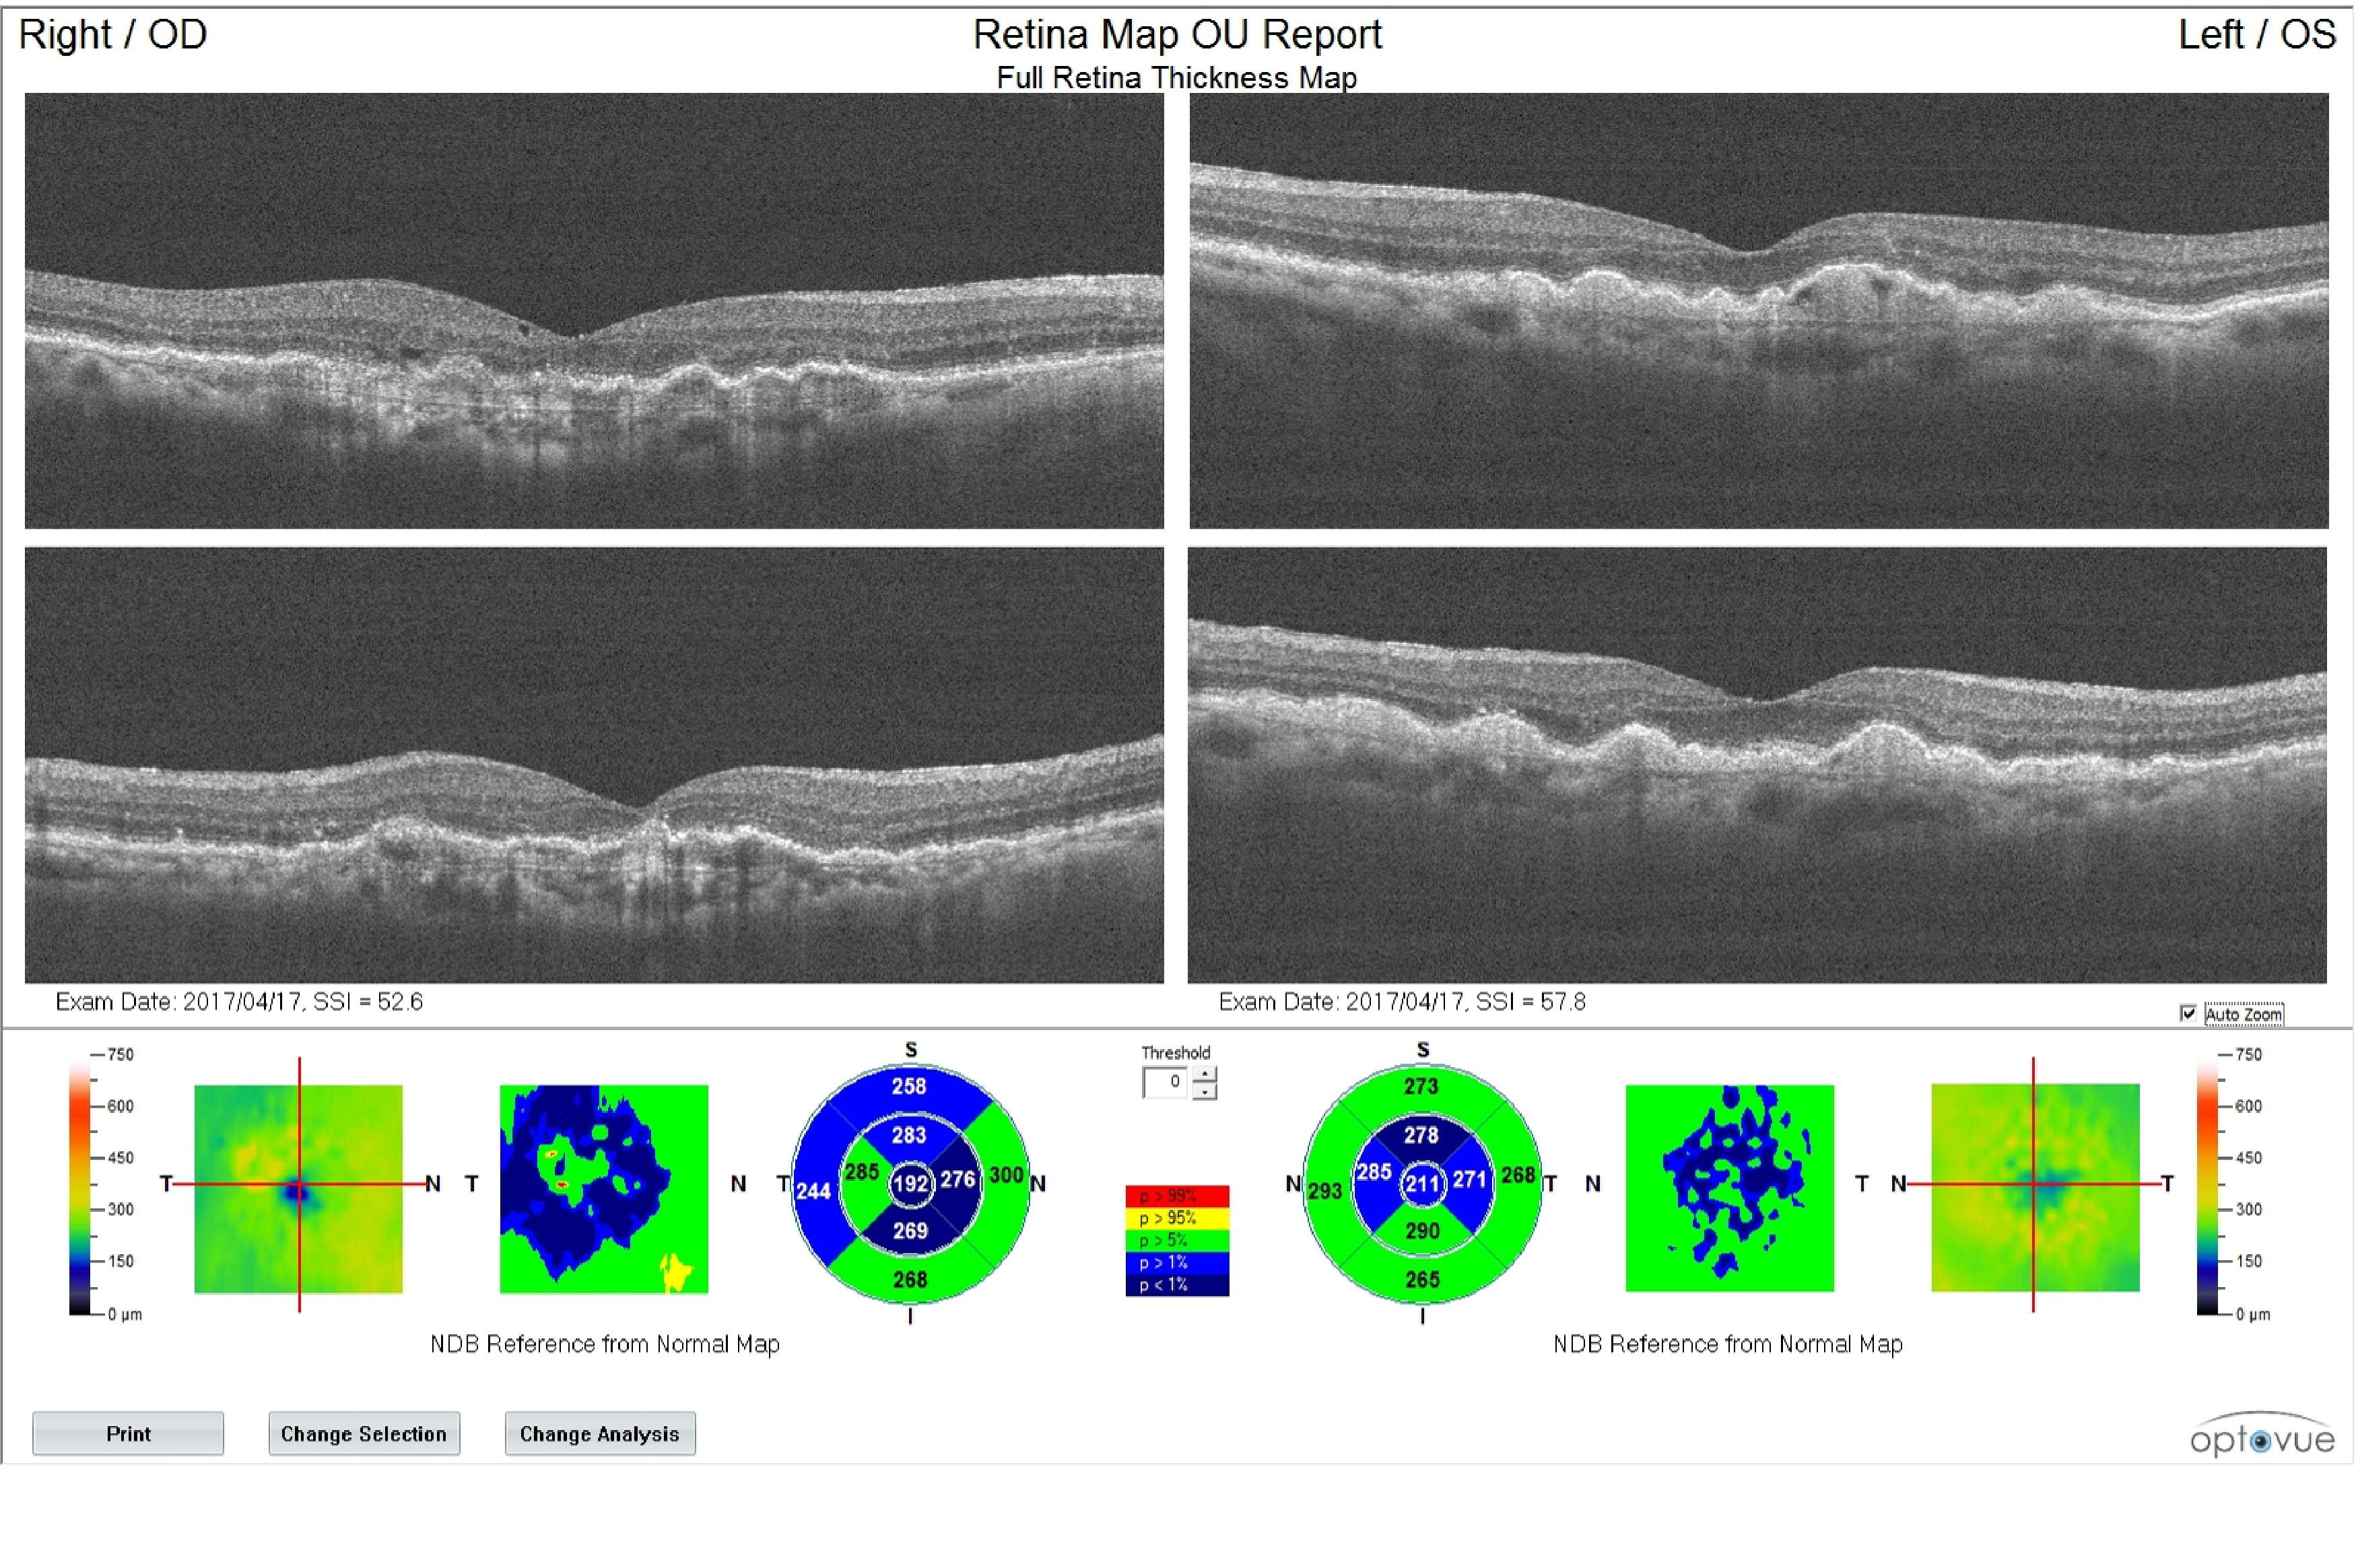 Right / OD
Retina Map OU Report
Left / OS
Full Retina Thickness Map
Exam Date: 2017/04/17, SSI = 52.6
Exam Date: 2017/04/17, SSI = 57.8
Auto Zoom
750
600
450
300
150
0 µm
T
N
T
N
S
258
283
T
244
285
192
276
300
N
269
268
I
NDB Reference from Normal Map
Threshold
0
p > 99%
p > 95%
p > 5%
p > 1%
p < 1%
S
273
278
N
293
285
211
271
268
T
290
265
I
N
T
N
T
NDB Reference from Normal Map
750
600
450
300
150
0 µm
Print
Change Selection
Change Analysis
optovue